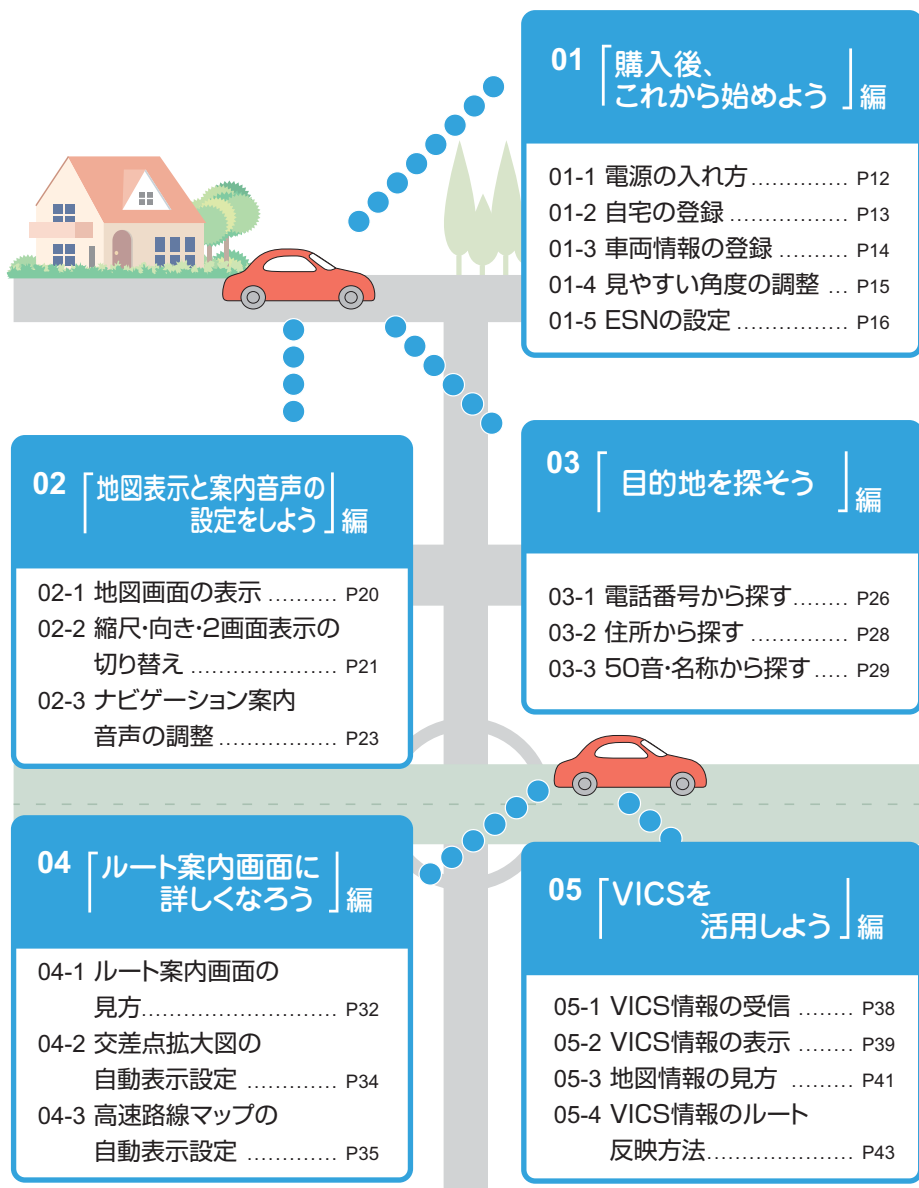 01「購入後、
これから始めよう」編
01-1 電源の入れ方.............. P12
01-2 自宅の登録 ................ P13
01-3 車両情報の登録 .......... P14
01-4 見やすい角度の調整 ... P15
01-5 ESNの設定 ............... P16
02「地図表示と案内音声の
設定をしよう」編
02-1 地図画面の表示 .......... P20
02-2 縮尺・向き・2画面表示の
切り替え .................... P21
02-3 ナビゲーション案内
音声の調整 ................. P23
03「目的地を探そう」編
03-1 電話番号から探す........ P26
03-2 住所から探す ............. P28
03-3 50音・名称から探す ..... P29
04「ルート案内画面に
詳しくなろう」編
04-1 ルート案内画面の
見方........................... P32
04-2 交差点拡大図の
自動表示設定 ............. P34
04-3 高速路線マップの
自動表示設定 ............. P35
05「VICSを
活用しよう」編
05-1 VICS情報の受信 ........ P38
05-2 VICS情報の表示 ........ P39
05-3 地図情報の見方 ......... P41
05-4 VICS情報のルート
反映方法..................... P43